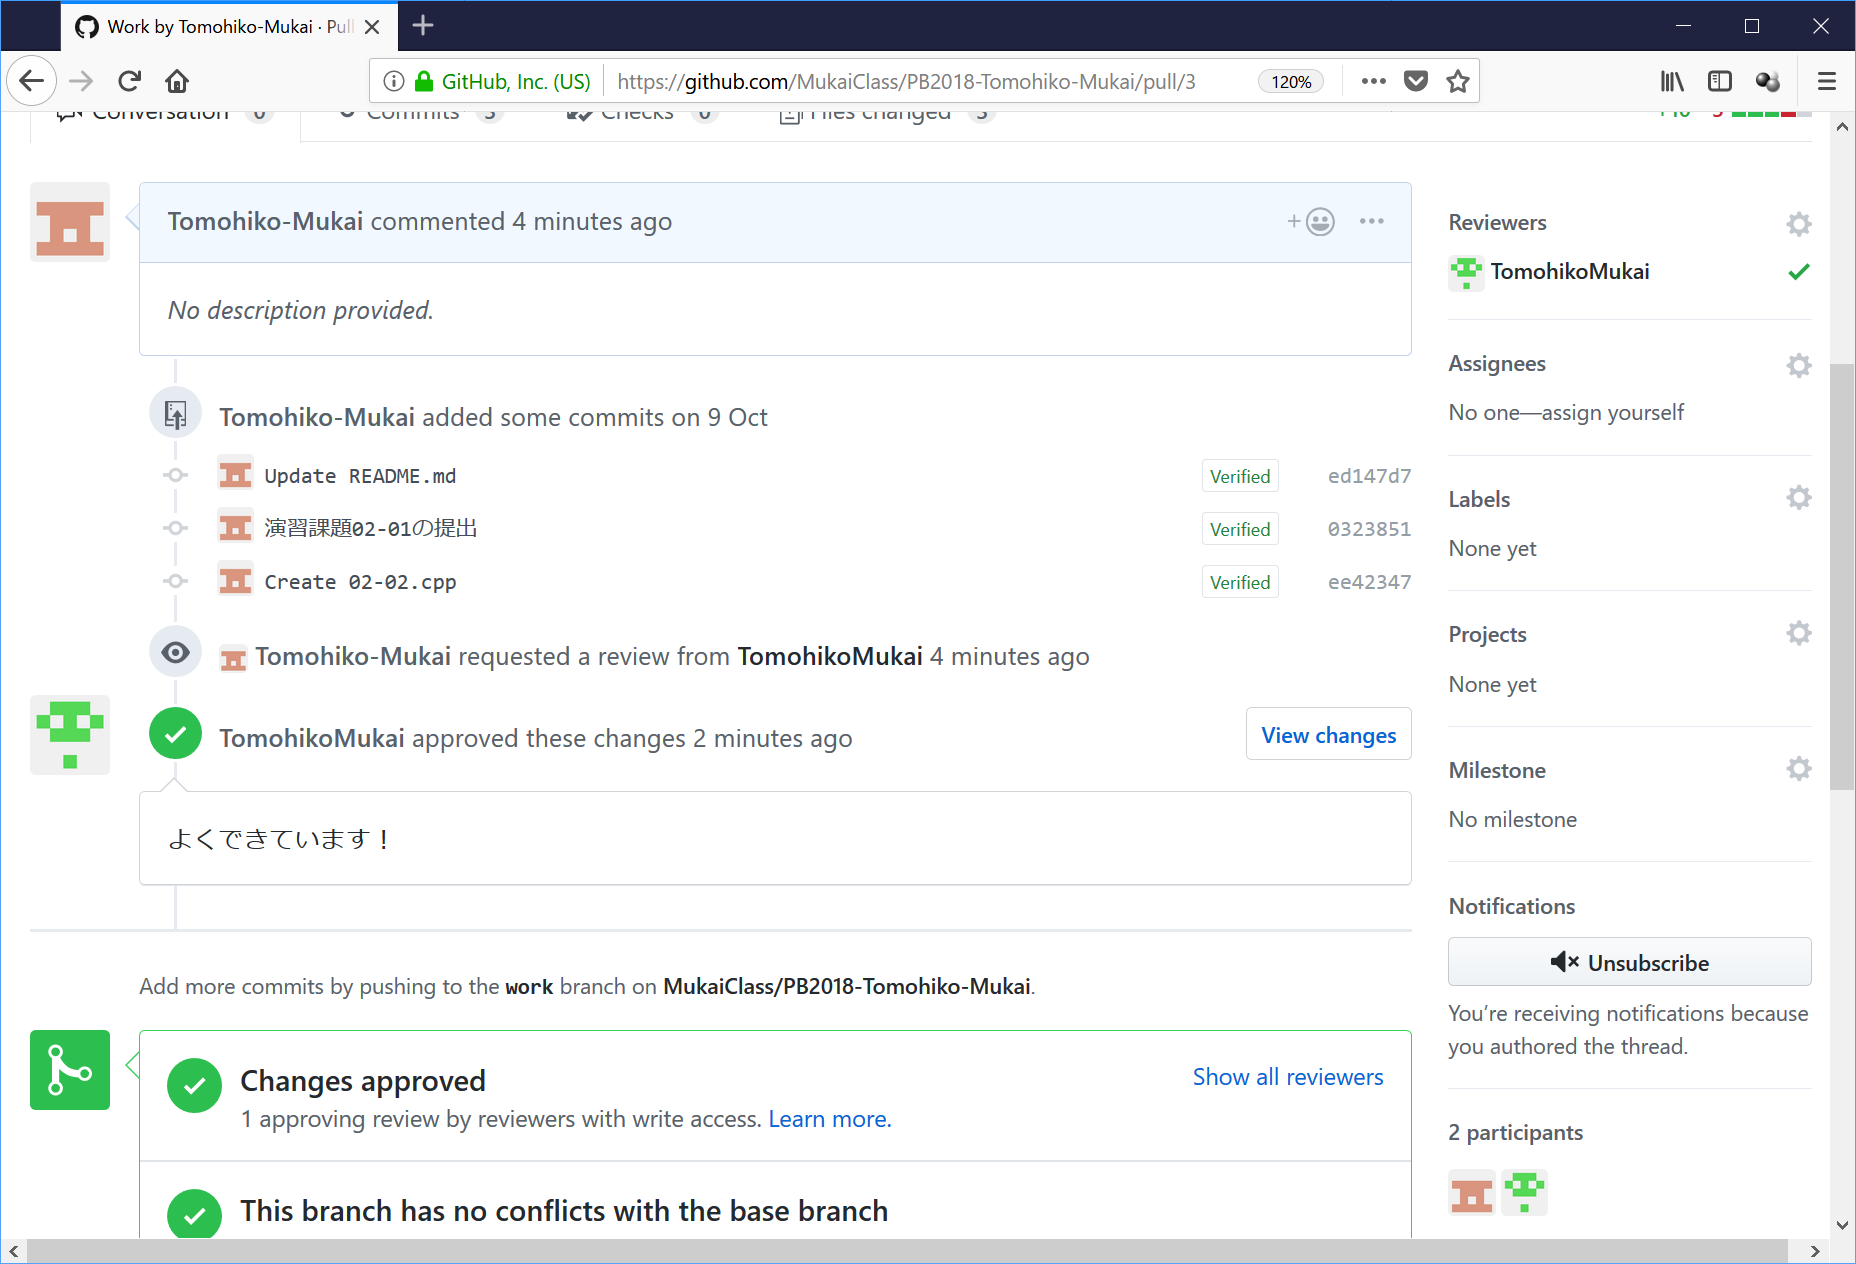 Work by Tomohiko-Mukai · Pull
GitHub, Inc. (US) https://github.com/MukaiClass/PB2018-Tomohiko-Mukai/pull/3 120%
Conversation 0 Commits 3 Checks 0 Files changed 3
Tomohiko-Mukai commented 4 minutes ago
No description provided.
Tomohiko-Mukai added some commits on 9 Oct
Update README.md Verified ed147d7
演習課題02-01の提出 Verified 0323851
Create 02-02.cpp Verified ee42347
Tomohiko-Mukai requested a review from TomohikoMukai 4 minutes ago
TomohikoMukai approved these changes 2 minutes ago View changes
よくできています！
Add more commits by pushing to the work branch on MukaiClass/PB2018-Tomohiko-Mukai.
Changes approved
Show all reviewers
1 approving review by reviewers with write access. Learn more.
This branch has no conflicts with the base branch
Reviewers
TomohikoMukai
Assignees
No one—assign yourself
Labels
None yet
Projects
None yet
Milestone
No milestone
Notifications
Unsubscribe
You’re receiving notifications because
you authored the thread.
2 participants